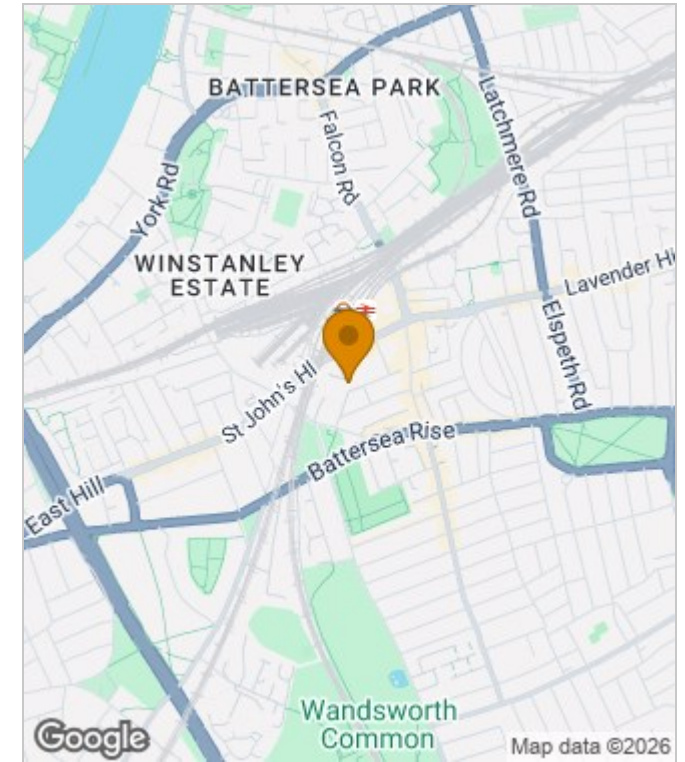 BATTERSEA PARK
Falcon Rd
Latchmere Rd
York Rd
WINSTANLEY
ESTATE
Lavender Hi
Elspeth Rd
St John's Hl
Battersea Rise
East Hill
Wandsworth
Common
Google
Map data ©2026